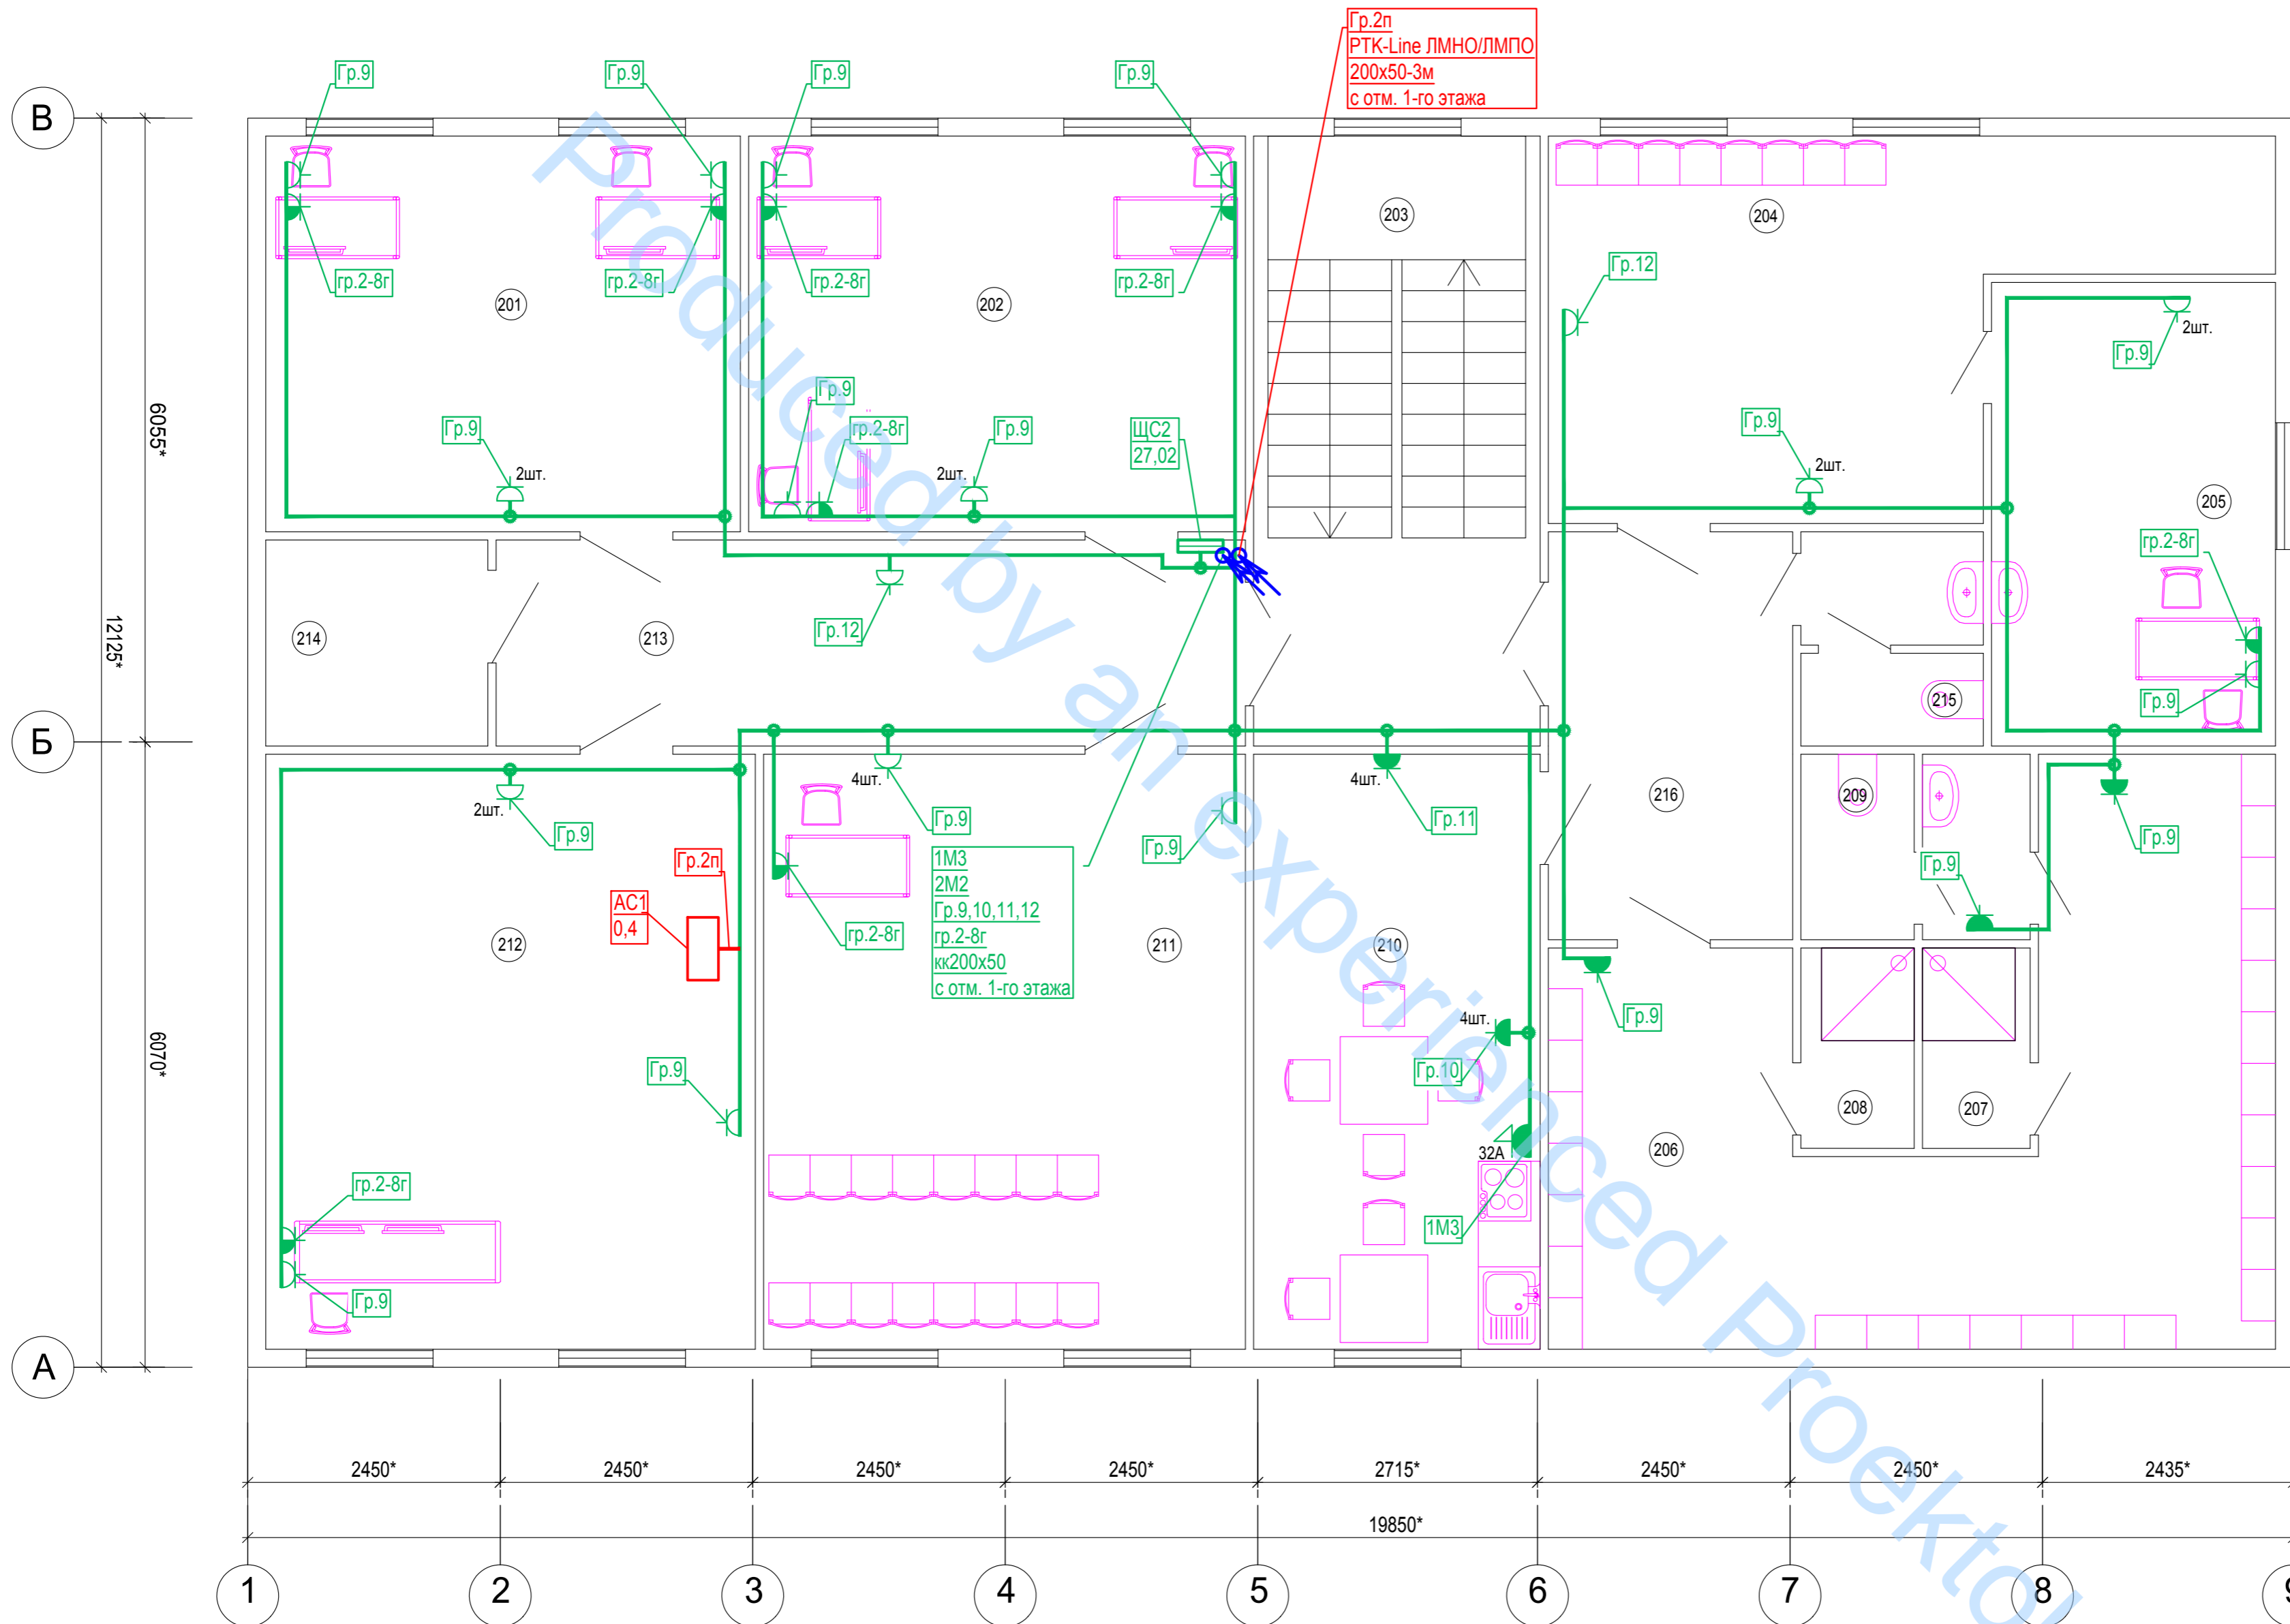 Гр.2п
РТК-Line ЛМНО/ЛМПО
200х50-3м
с отм. 1-го этажа
Гр.9
Гр.9
Гр.9
Гр.9
В
203
204
гр.2-8г
гр.2-8г
гр.2-8г
гр.2-8г
201
202
Гр.12
2шт.
Гр.9
Гр.9
гр.2-8г
Гр.9
Гр.9
ЩС2
27,02
Гр.9
2шт.
2шт.
2шт.
205
гр.2-8г
6055*
12125*
214
213
Гр.12
215
Гр.9
Б
4шт.
4шт.
2шт.
Гр.9
Гр.9
Гр.11
Гр.9
216
209
Гр.9
Гр.9
Гр.2п
АС1
0,4
1М3
2М2
Гр.9,10,11,12
гр.2-8г
кк200х50
с отм. 1-го этажа
гр.2-8г
212
211
210
4шт.
Гр.9
6070*
Гр.9
Гр.10
208
207
32А
206
гр.2-8г
1М3
Гр.9
А
2450*
2450*
2450*
2450*
2715*
2450*
2450*
2435*
19850*
1
2
3
4
5
6
7
8
9
Produced by an experienced Proektol